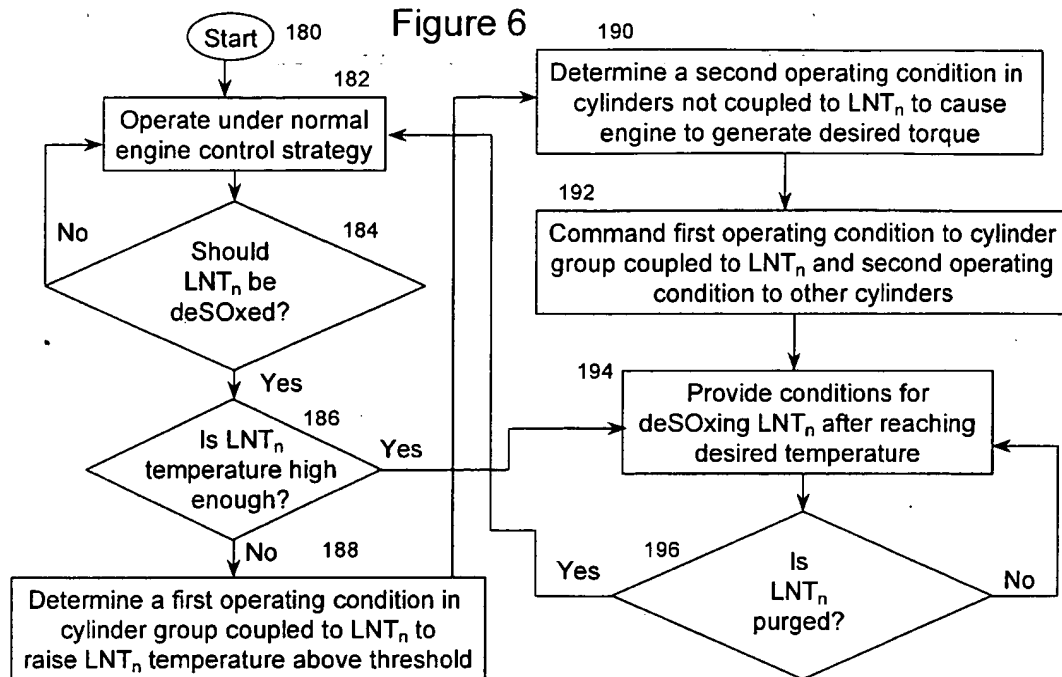 Figure 6
Start
180
182
Operate under normal
engine control strategy
No
184
Should
LNTn be
deSOxed?
Yes
186
Is LNTn
temperature high
enough?
Yes
No
188
Determine a first operating condition in
cylinder group coupled to LNTn to
raise LNTn temperature above threshold
190
Determine a second operating condition in
cylinders not coupled to LNTn to cause
engine to generate desired torque
192
Command first operating condition to cylinder
group coupled to LNTn and second operating
condition to other cylinders
194
Provide conditions for
deSOxing LNTn after reaching
desired temperature
196
Yes
Is
LNTn
purged?
No